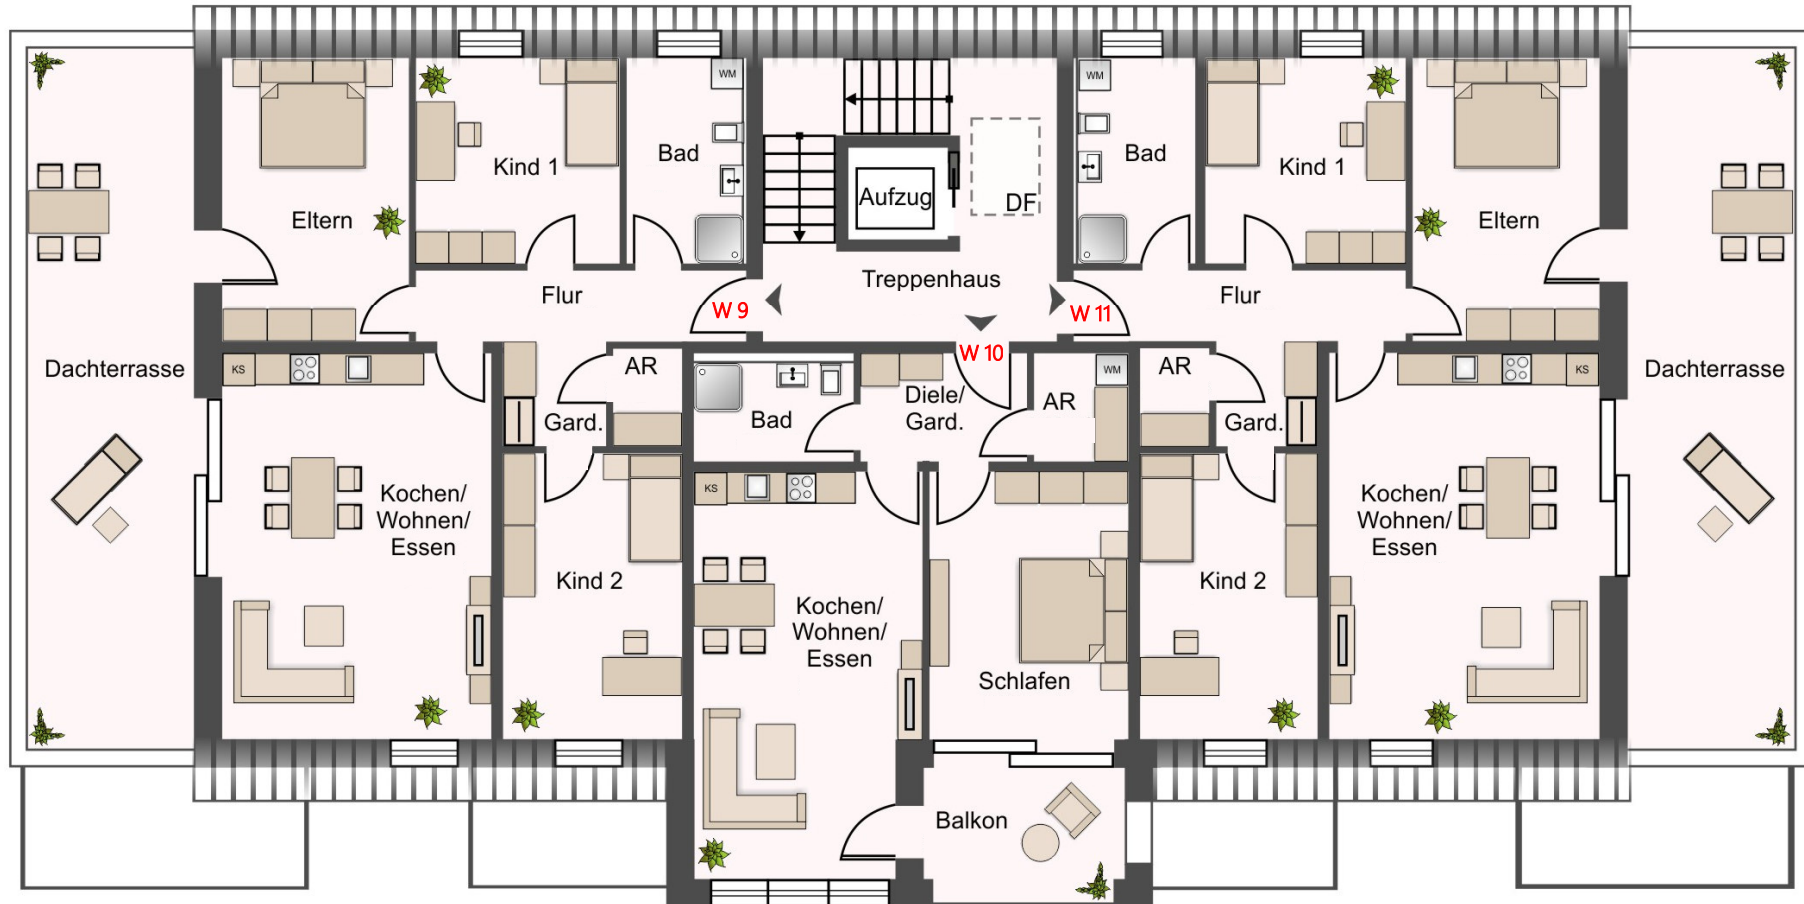 WM
WM
Kind 1
Bad
Bad
Kind 1
Eltern
Aufzug
DF
Eltern
Treppenhaus
Flur
Flur
W 9
W 11
W 10
Dachterrasse
KS
AR
Diele/
Gard.
AR
WM
AR
KS
Dachterrasse
Gard.
Bad
Gard.
KS
Kochen/
Wohnen/
Essen
Kochen/
Wohnen/
Essen
Kind 2
Kochen/
Wohnen/
Essen
Kind 2
Schlafen
Balkon